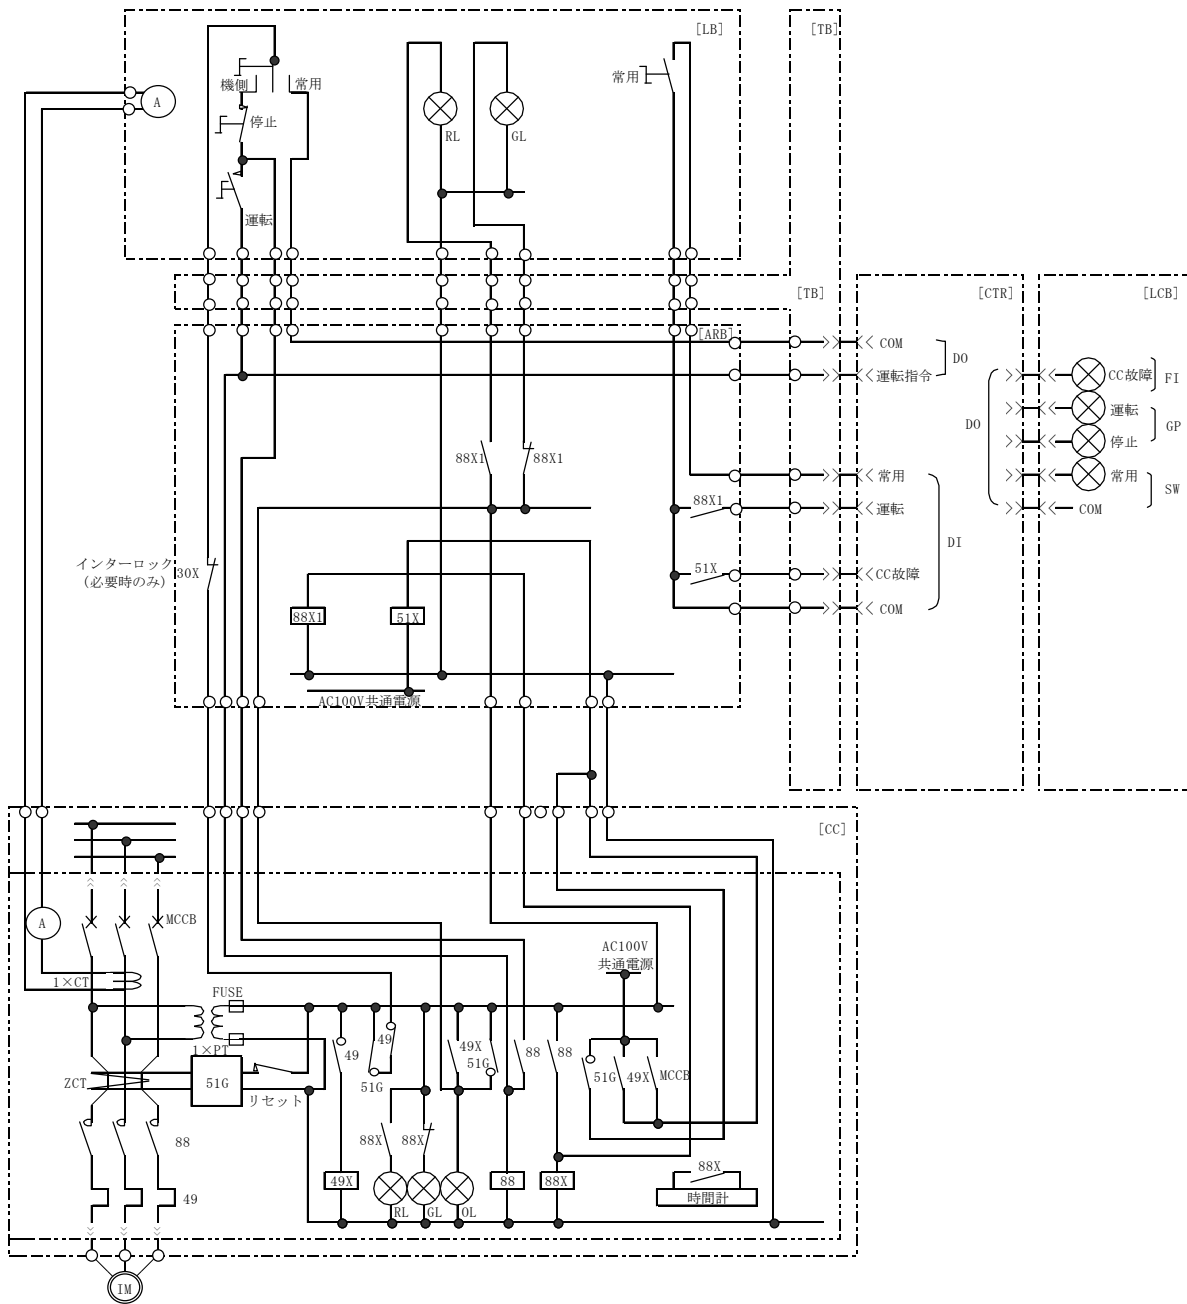 [LB]
[TB]
常用
機側
常用
A
停止
RL
GL
運転
[TB]
[CTR]
[LCB]
[ARB]
COM
DO
運転指令
CC故障
FI
運転
DO
GP
停止
88X1
88X1
常用
常用
88X1
SW
運転
COM
DI
インターロック
(必要時のみ)
30X
51X
CC故障
88X1
51X
COM
AC100V共通電源
[CC]
A
MCCB
AC100V
共通電源
1×CT
FUSE
1×PT
49
49
49X
51G
88
88
51G
49X
MCCB
ZCT
51G
51G
リセット
88
88X
88X
88X
49X
88
88X
49
時間計
RL
GL
OL
IM